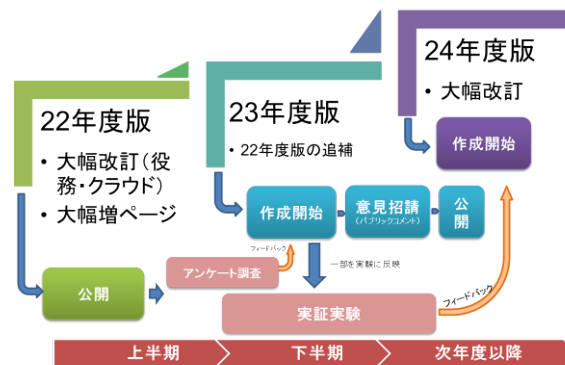 22年度版
• 大幅改訂（役
務・クラウド）
• 大幅増ページ
公開
アンケート調査
フィードバック
23年度版
• 22年度版の追補
作成開始
意見招請
（パブリックコメント）
公
開
一部を実験に反映
実証実験
フィードバック
24年度版
• 大幅改訂
作成開始
上半期
下半期
次年度以降